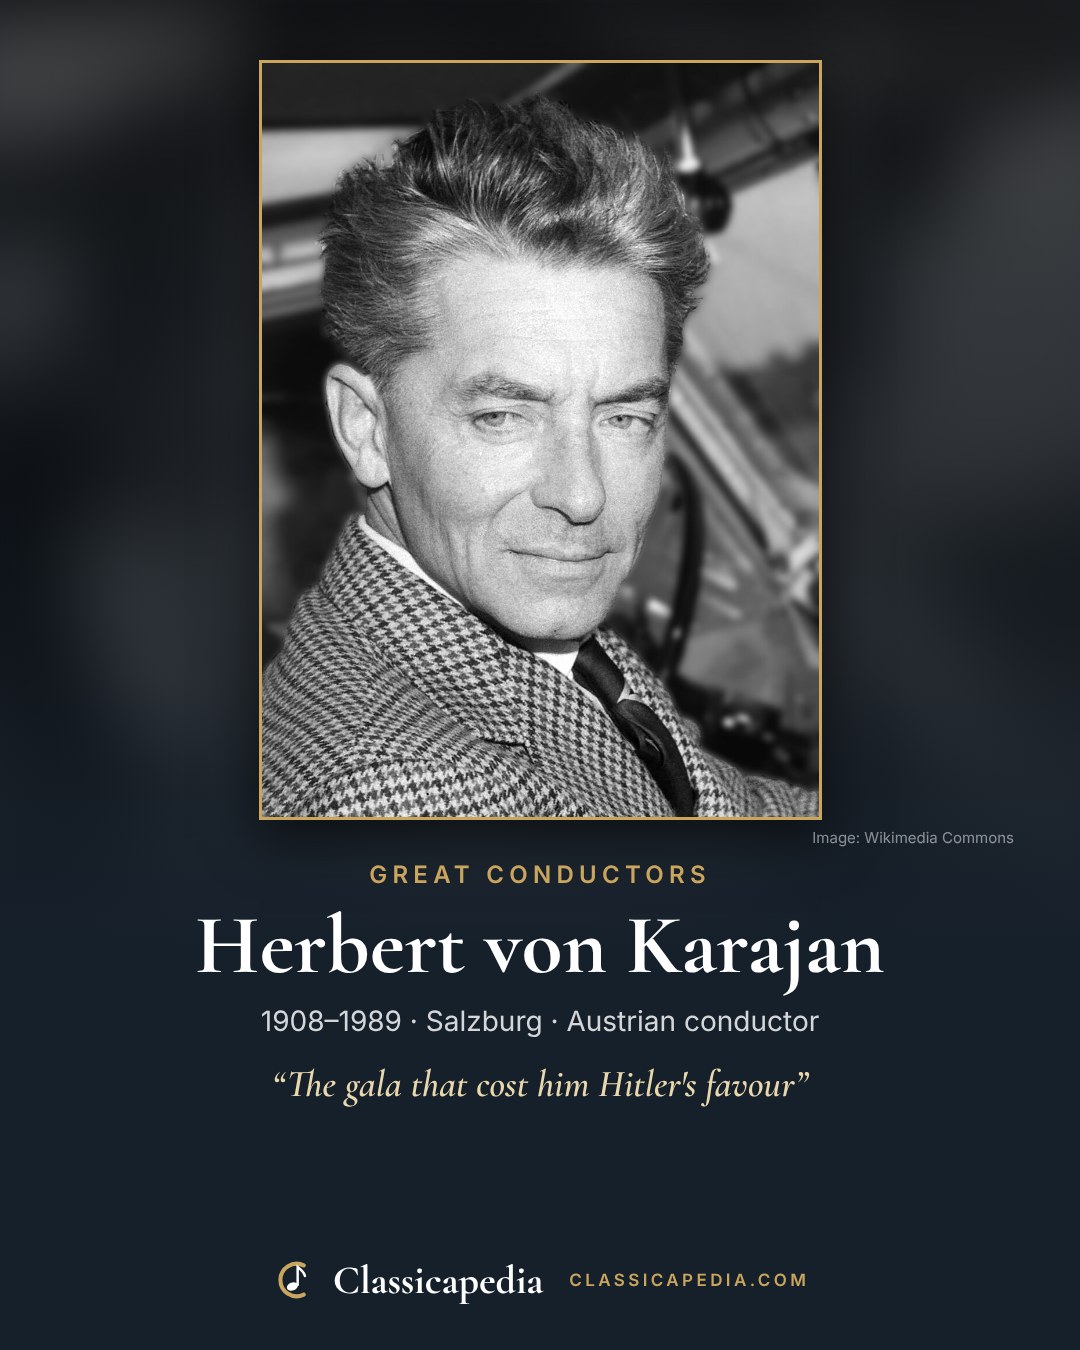 Image: Wikimedia Commons
GREAT CONDUCTORS
Herbert von Karajan
1908–1989 · Salzburg · Austrian conductor
“The gala that cost him Hitler's favour”
Classicapedia CLASSICAPEDIA.COM